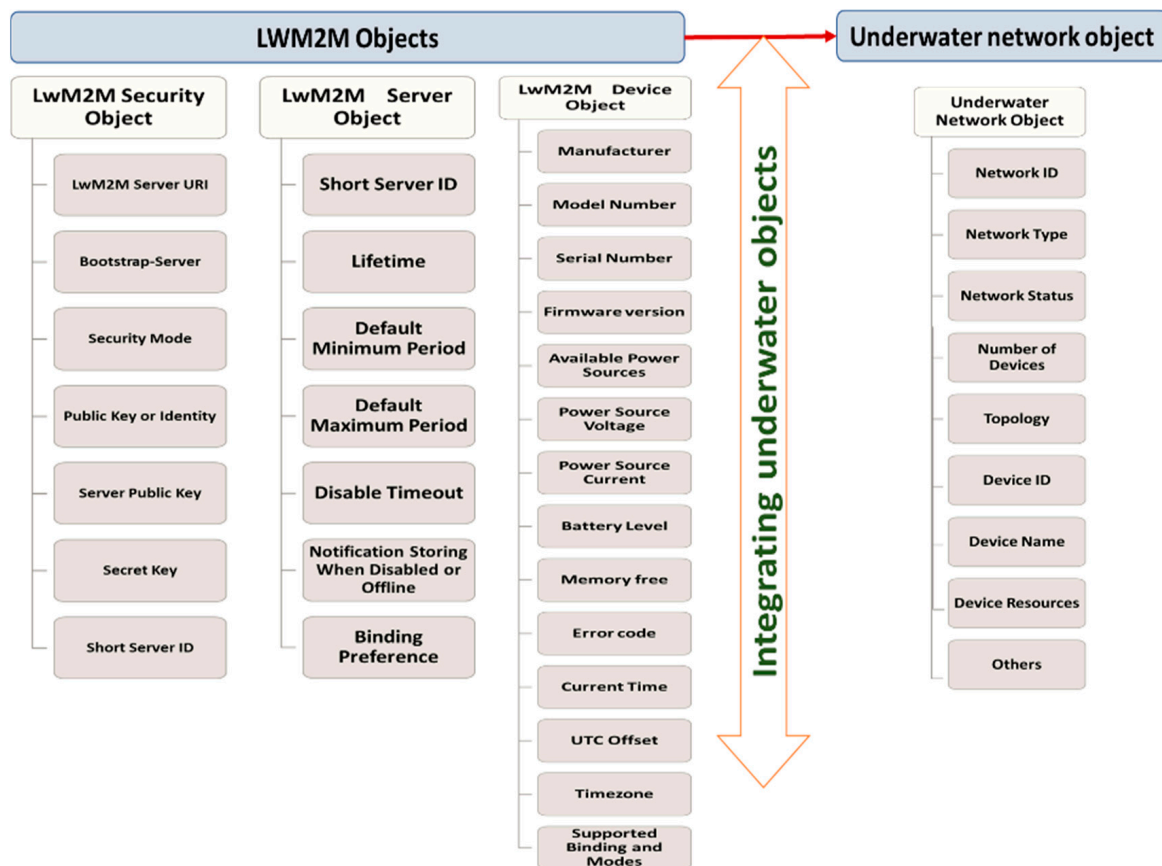 LWM2M Objects
Underwater network object
LwM2M Security
Object
LwM2M Server URI
Bootstrap-Server
Security Mode
Public Key or Identity
Server Public Key
Secret Key
Short Server ID
LwM2M Server
Object
Short Server ID
Lifetime
Default
Minimum Period
Default
Maximum Period
Disable Timeout
Notification Storing
When Disabled or
Offline
Binding
Preference
LwM2M Device
Object
Manufacturer
Model Number
Serial Number
Firmware version
Available Power
Sources
Power Source
Voltage
Power Source
Current
Battery Level
Memory free
Error code
Current Time
UTC Offset
Timezone
Supported
Binding and
Modes
Integrating underwater objects
Underwater
Network Object
Network ID
Network Type
Network Status
Number of
Devices
Topology
Device ID
Device Name
Device Resources
Others